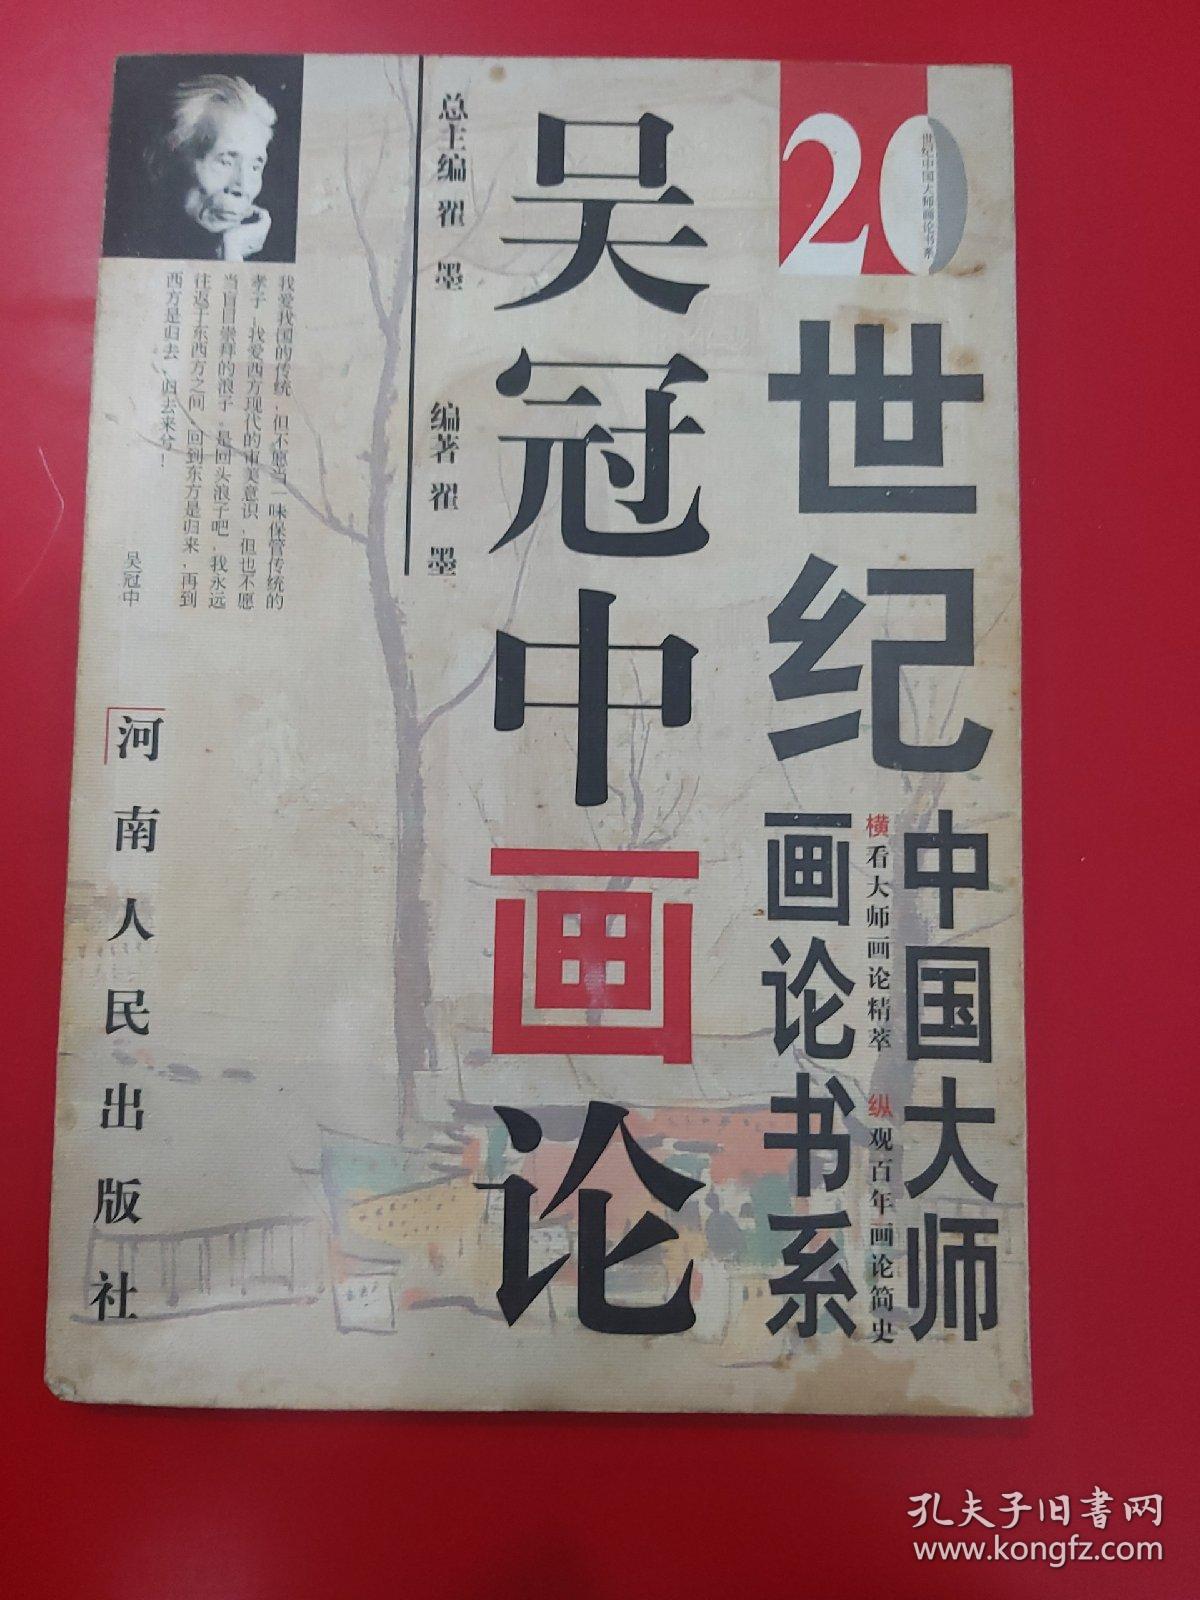 20
世纪中国大师画论书系
世纪
中国大师
横看大师画论精萃 纵观百年画论简史
画论书系
吴冠中画论
总主编 翟 墨 编著 翟 墨
我爱我国的传统,但不愿当一味保管传统的
孝子;我爱西方现代的审美意识,但也不愿
当盲目崇拜的浪子。是回头浪子吧,我永远
往返于东西方之间,回到东方是归来,再到
西方是归去,归去来兮!
吴冠中
河南人民出版社
孔夫子旧书网
www.kongfz.com